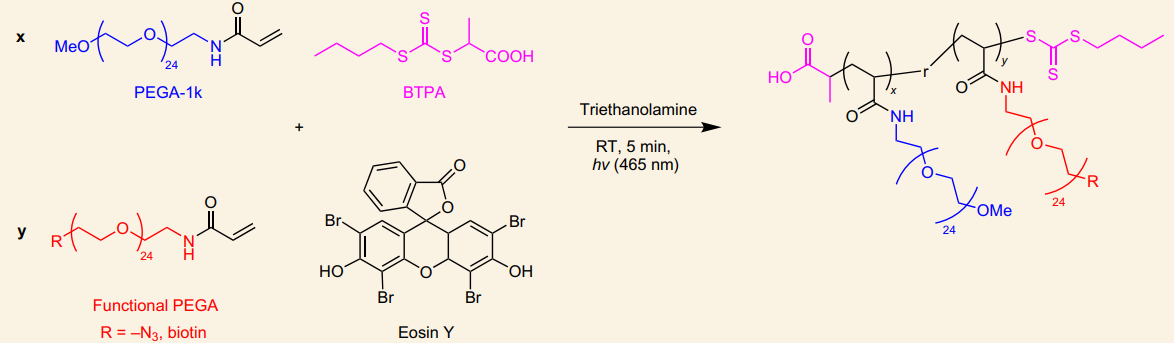 x
MeO
O
24
N
H
O
PEGA-1k
S
S
S
COOH
BTPA
+
y
R
O
24
N
H
O
Functional PEGA
R = –N₃, biotin
O
O
Br
Br
HO
O
OH
Br
Br
Eosin Y
Triethanolamine
RT, 5 min,
hv (465 nm)
O
HO
x
r
y
S
S
S
O
NH
O
24
OMe
O
NH
O
24
R